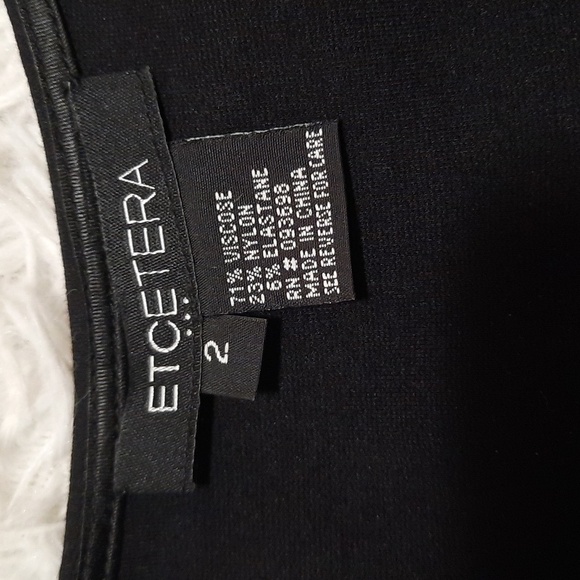 ETCETERA
...
2
71% VISCOSE
23% NYLON
6% ELASTANE
RN# 093698
MADE IN CHINA
SEE REVERSE FOR CARE